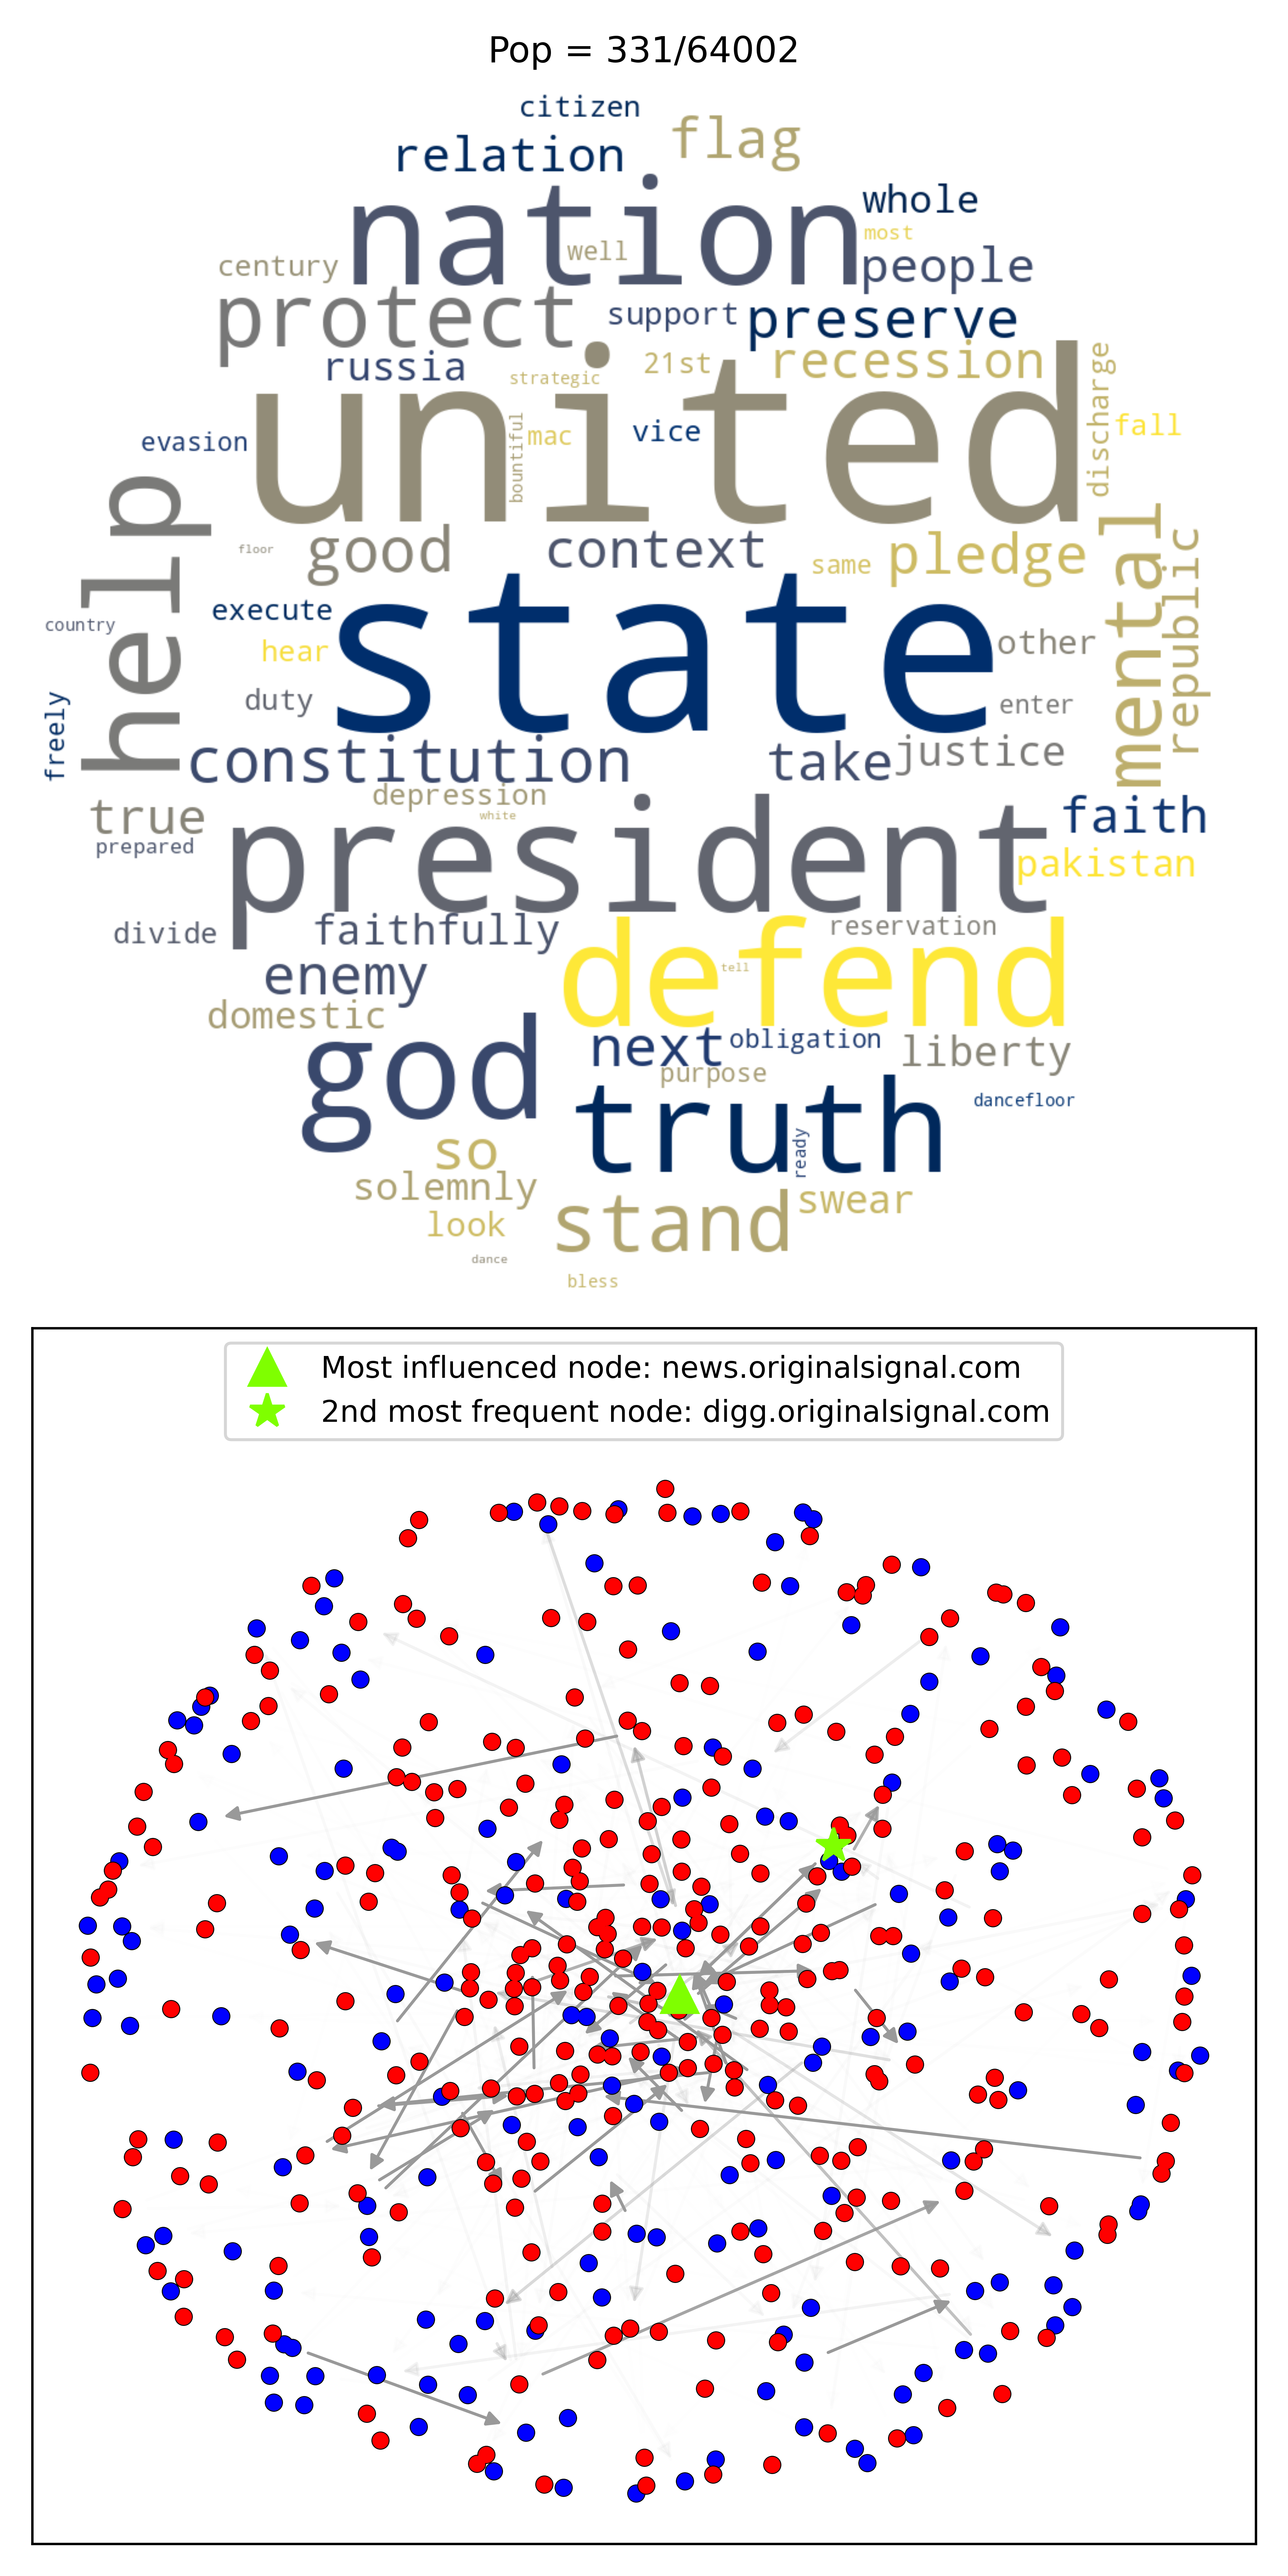 Pop = 331/64002
citizen
flag
relation
whole
nation
most
well
century
people
protect
support
preserve
russia
21st
recession
strategic
united
discharge
fall
evasion
bountiful
mac
vice
help
floor
good
context
same
pledge
mental
republic
country
execute
state
hear
other
freely
duty
enter
constitution
take
justice
depression
true
white
president
faith
prepared
pakistan
divide
faithfully
reservation
enemy
defend
tell
domestic
god
next
obligation
liberty
purpose
truth
dancefloor
so
ready
solemnly
stand
swear
look
dance
bless
Most influenced node: news.originalsignal.com
2nd most frequent node: digg.originalsignal.com